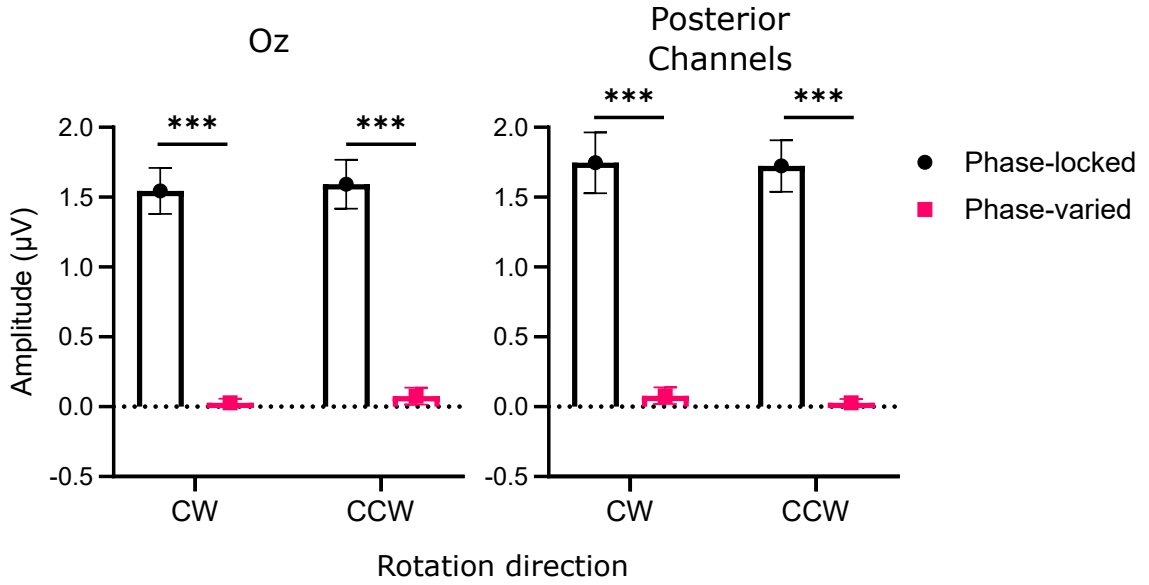 Oz
Posterior
Channels
***
***
***
***
2.0
1.5
1.0
0.5
0.0
-0.5
2.0
1.5
1.0
0.5
0.0
-0.5
Amplitude (µV)
CW
CCW
CW
CCW
Rotation direction
Phase-locked
Phase-varied